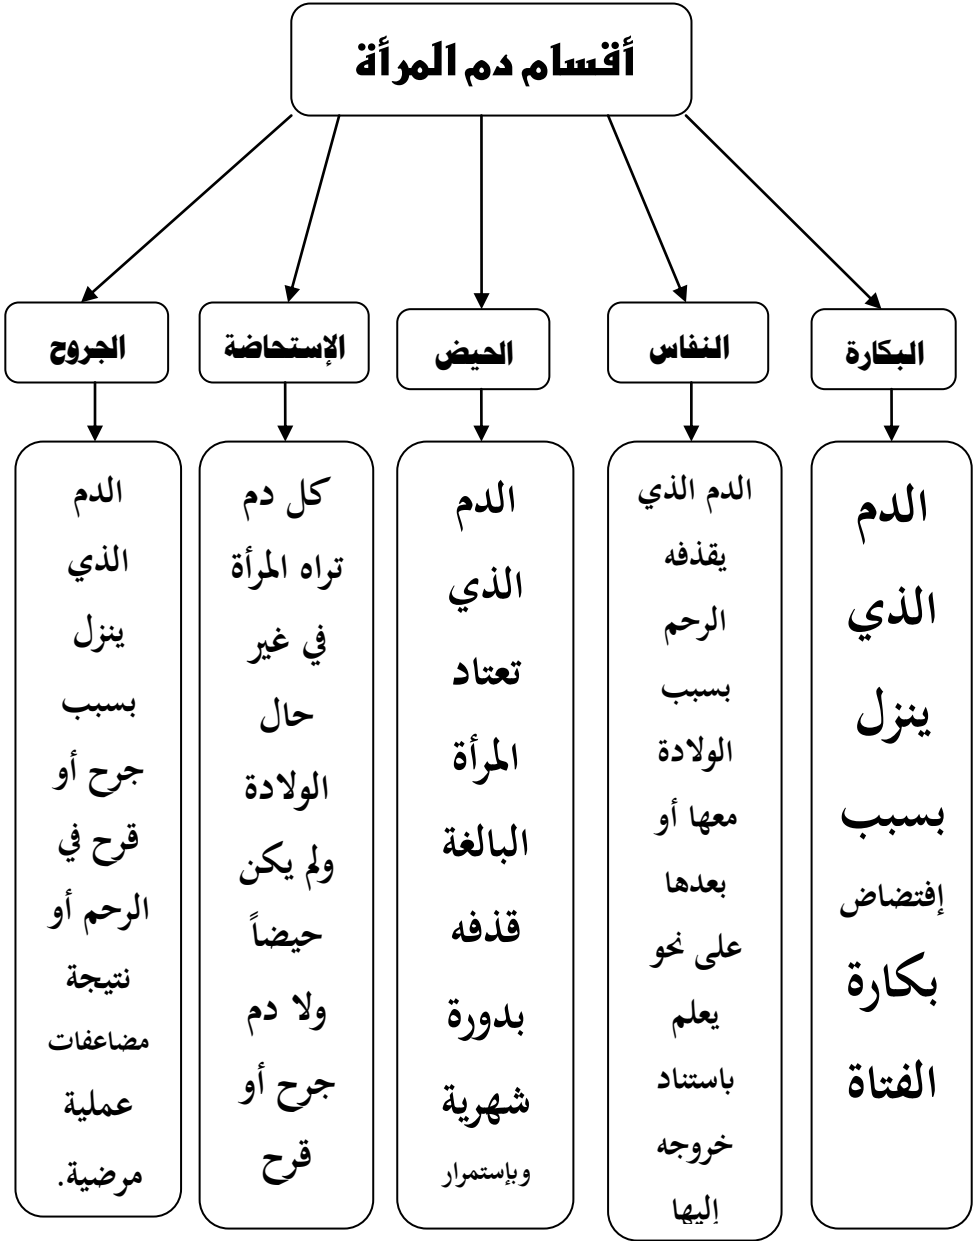 أقسام دم المرأة
البكارة
النفاس
الحيض
الإستحاضة
الجروح
الدم
الذي
ينزل
بسبب
إفتضاض
بكارة
الفتاة
الدم الذي
يقذفه
الرحم
بسبب
الولادة
معها أو
بعدها
على نحو
يعلم
باستناد
خروجه
إليها
الدم
الذي
تعتاد
المرأة
البالغة
قذفه
بدورة
شهرية
وبإستمرار
كل دم
تراه المرأة
في غير
حال
الولادة
ولم يكن
حيضاً
ولا دم
جرح أو
قرح
الدم
الذي
ينزل
بسبب
جرح أو
قرح في
الرحم أو
نتيجة
مضاعفات
عملية
مرضية.